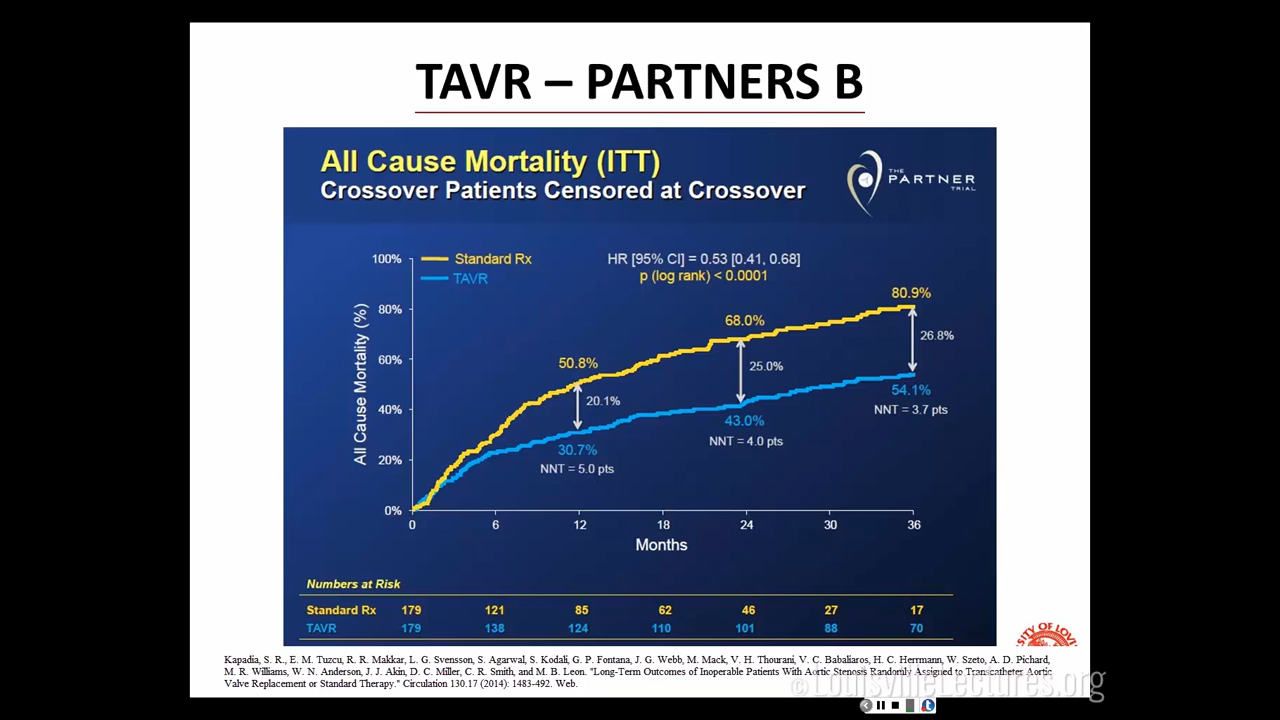 TAVR – PARTNERS B
All Cause Mortality (ITT)
Crossover Patients Censored at Crossover
THE
PARTNER
TRIAL
Standard Rx
TAVR
HR [95% CI] = 0.53 [0.41, 0.68]
p (log rank) < 0.0001
All Cause Mortality (%)
100%
80%
60%
40%
20%
0%
50.8%
20.1%
30.7%
NNT = 5.0 pts
68.0%
25.0%
43.0%
NNT = 4.0 pts
80.9%
26.8%
54.1%
NNT = 3.7 pts
0 6 12 18 24 30 36
Months
Numbers at Risk
Standard Rx 179 121 85 62 46 27 17
TAVR 179 138 124 110 101 88 70
Kapadia, S. R., E. M. Tuzcu, R. R. Makkar, L. G. Svensson, S. Agarwal, S. Kodali, G. P. Fontana, J. G. Webb, M. Mack, V. H. Thourani, V. C. Babaliaros, H. C. Herrmann, W. Szeto, A. D. Pichard,
M. R. Williams, W. N. Anderson, J. J. Akin, D. C. Miller, C. R. Smith, and M. B. Leon. "Long-Term Outcomes of Inoperable Patients With Aortic Stenosis Randomly Assigned to Transcatheter Aortic
Valve Replacement or Standard Therapy." Circulation 130.17 (2014): 1483-492. Web.
©LouisvilleLectures.org